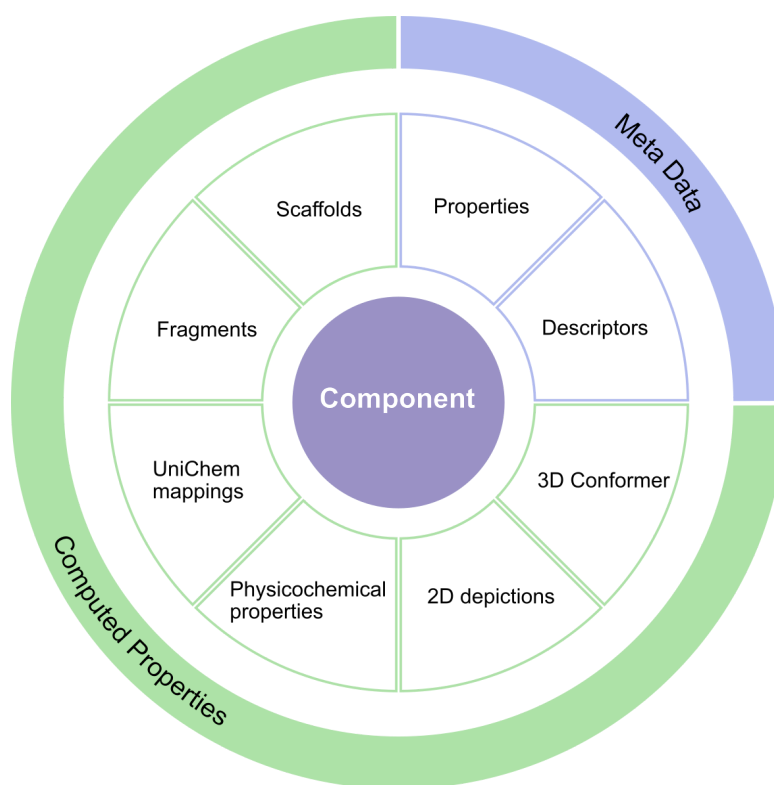 Meta Data
Scaffolds
Properties
Fragments
Descriptors
Component
UniChem
mappings
3D Conformer
Physicochemical
properties
2D depictions
Computed Properties